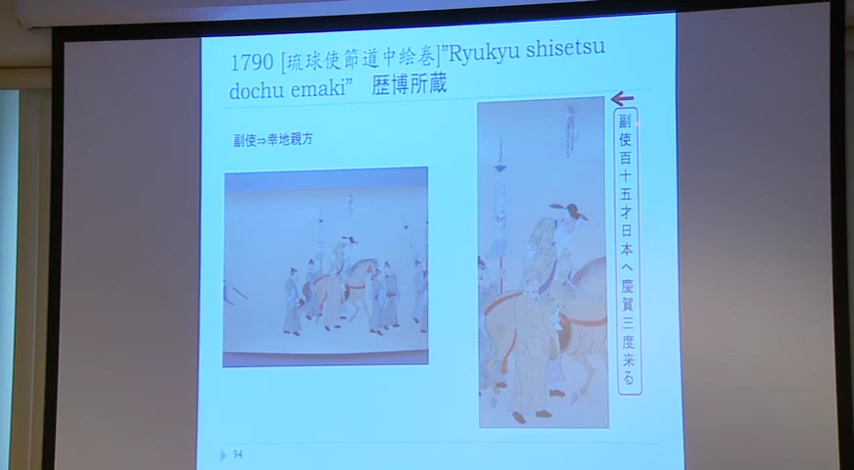 1790 [琉球使節道中絵巻]”Ryukyu shisetsu
dochu emaki” 歴博所蔵
副使⇒幸地親方
副使百十五才日本へ慶賀三度来る
94